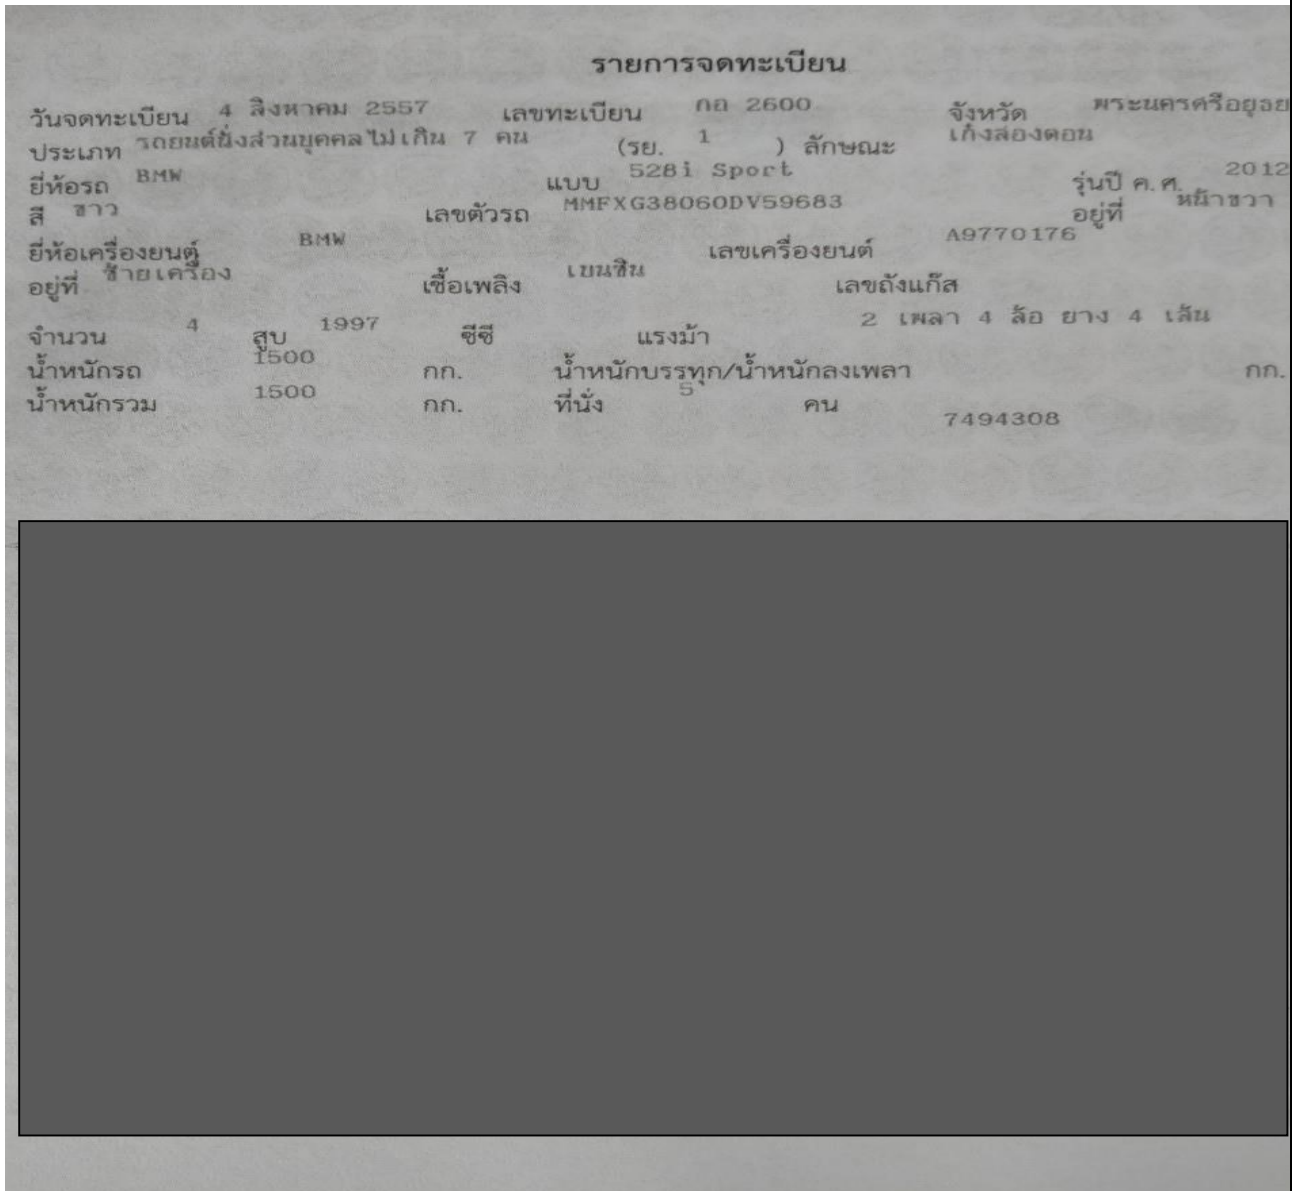 รายการจดทะเบียน
วันจดทะเบียน 4 สิงหาคม 2557 เลขทะเบียน กอ 2600 จังหวัด พระนครศรีอยุธย
ประเภท รถยนต์นั่งส่วนบุคคลไม่เกิน 7 คน (รย. 1 ) ลักษณะ เก๋งสองตอน
ยี่ห้อรถ BMW แบบ 528i Sport รุ่นปี ค.ศ. 2012
สี ขาว เลขตัวรถ MMFXG38060DV59683 อยู่ที่ หน้าขวา
ยี่ห้อเครื่องยนต์ BMW เลขเครื่องยนต์ A9770176
อยู่ที่ ซ้ายเครื่อง เชื้อเพลิง เบนซิน เลขถังแก๊ส
จำนวน 4 สูบ 1997 ซีซี แรงม้า 2 เพลา 4 ล้อ ยาง 4 เส้น
น้ำหนักรถ 1500 กก. น้ำหนักบรรทุก/น้ำหนักลงเพลา กก.
น้ำหนักรวม 1500 กก. ที่นั่ง 5 คน 7494308